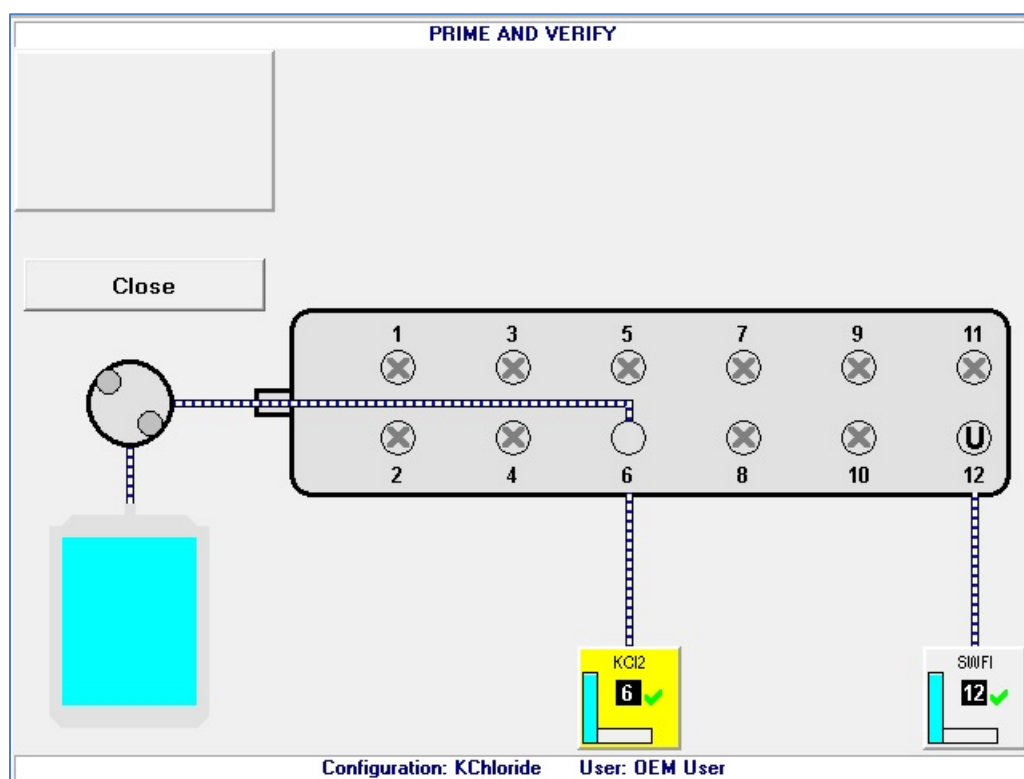 PRIME AND VERIFY
Close
1 3 5 7 9 11
U
2 4 6 8 10 12
KCl2
6
SWFI
12
Configuration: KChloride User: OEM User